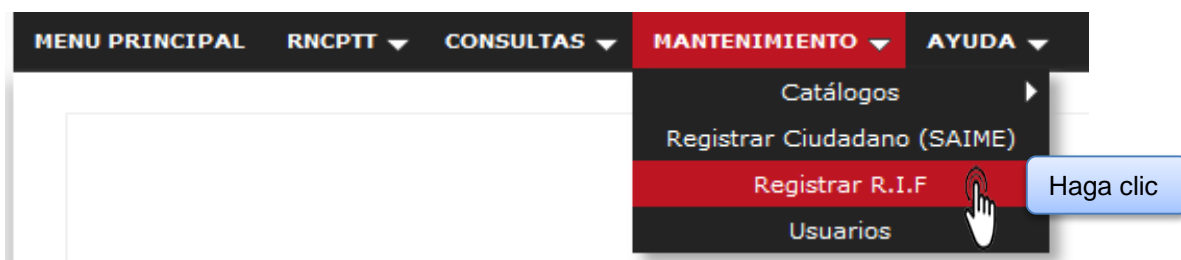 MENU PRINCIPAL RNCPTT CONSULTAS MANTENIMIENTO AYUDA
Catálogos
Registrar Ciudadano (SAIME)
Registrar R.I.F
Haga clic
Usuarios